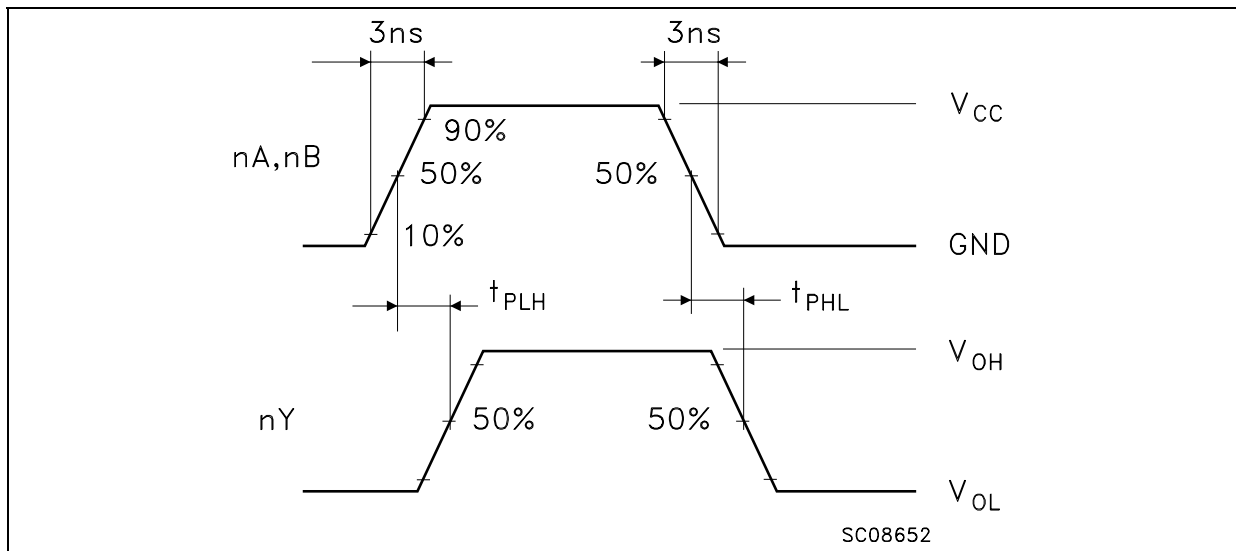 3ns 3ns
V_CC
90%
nA,nB
50% 50%
10%
GND
t_PLH t_PHL
V_OH
nY
50% 50%
V_OL
SC08652